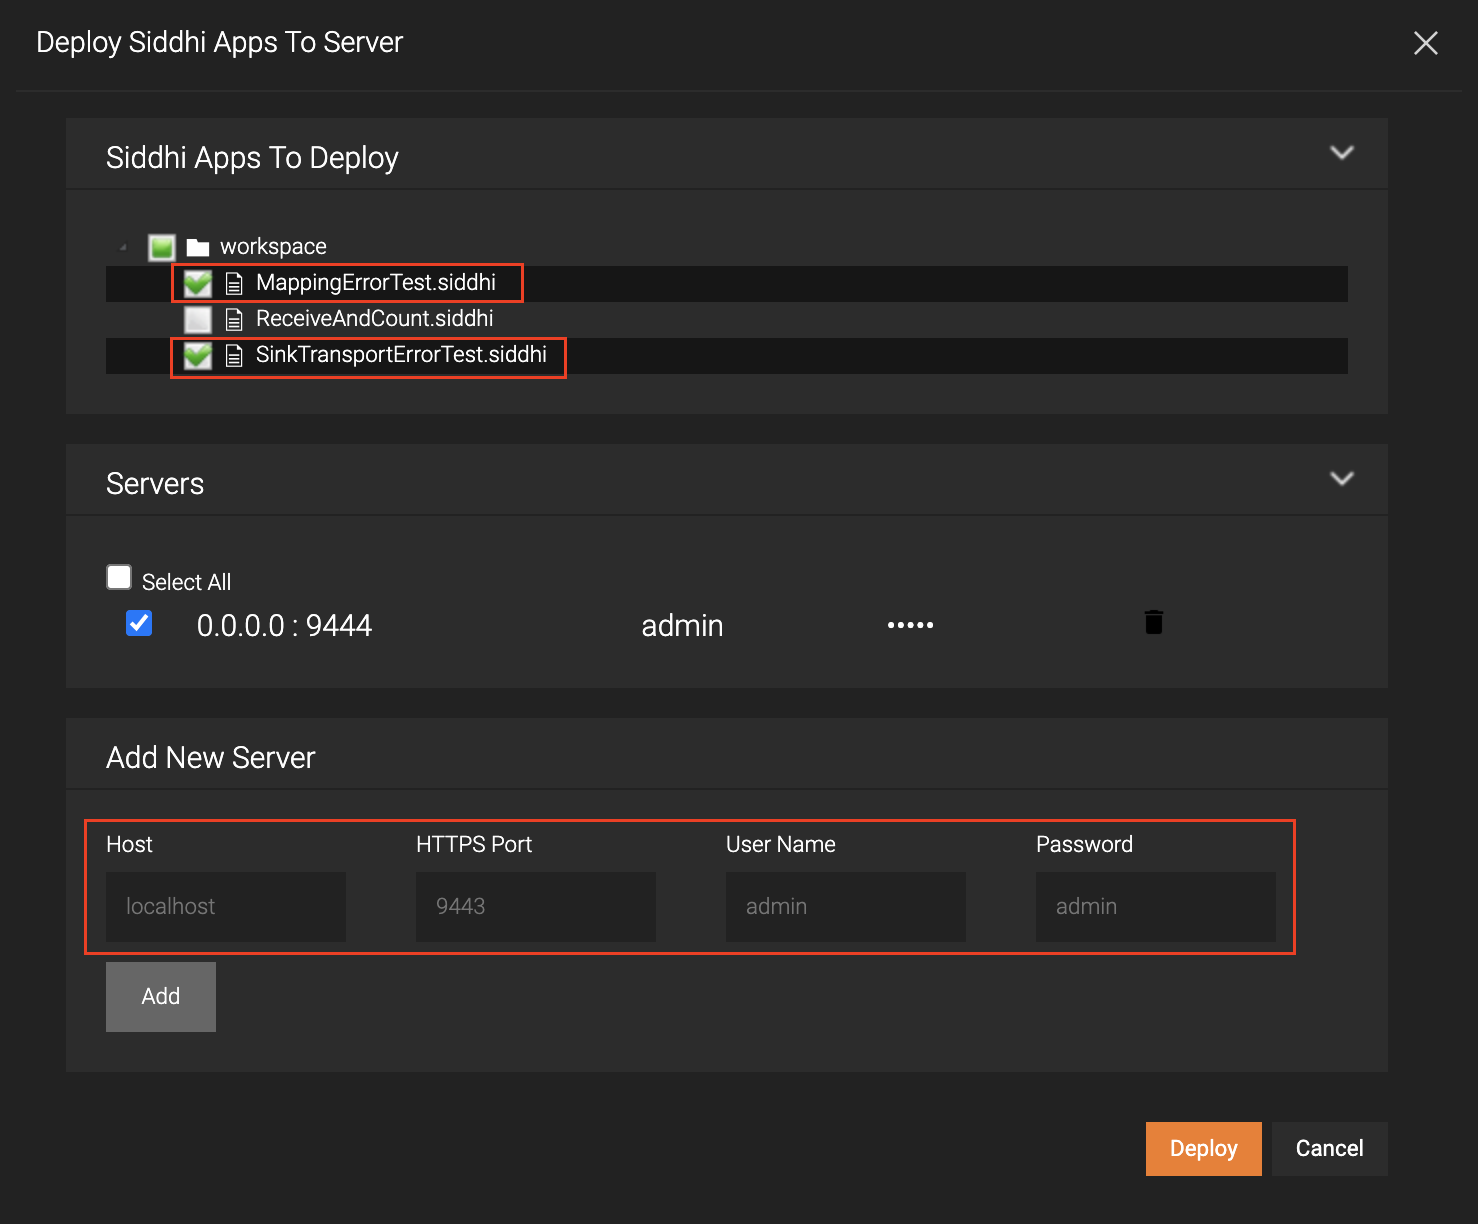 Deploy Siddhi Apps To Server
Siddhi Apps To Deploy
workspace
MappingErrorTest.siddhi
ReceiveAndCount.siddhi
SinkTransportErrorTest.siddhi
Servers
Select All
0.0.0.0 : 9444 admin •••••
Add New Server
Host HTTPS Port User Name Password
localhost 9443 admin admin
Add
Deploy Cancel